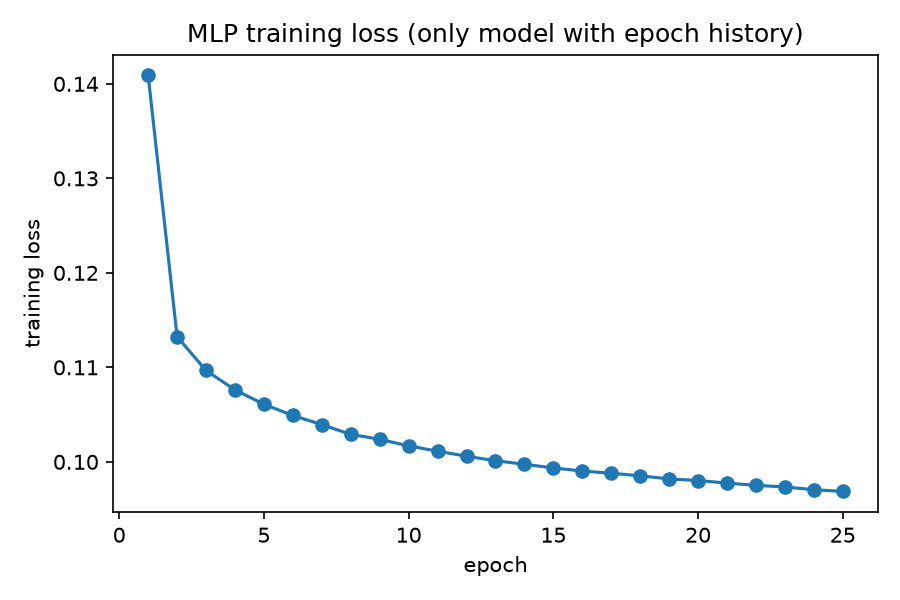 MLP training loss (only model with epoch history)
0.14
0.13
0.12
0.11
0.10
training loss
0 5 10 15 20 25
epoch